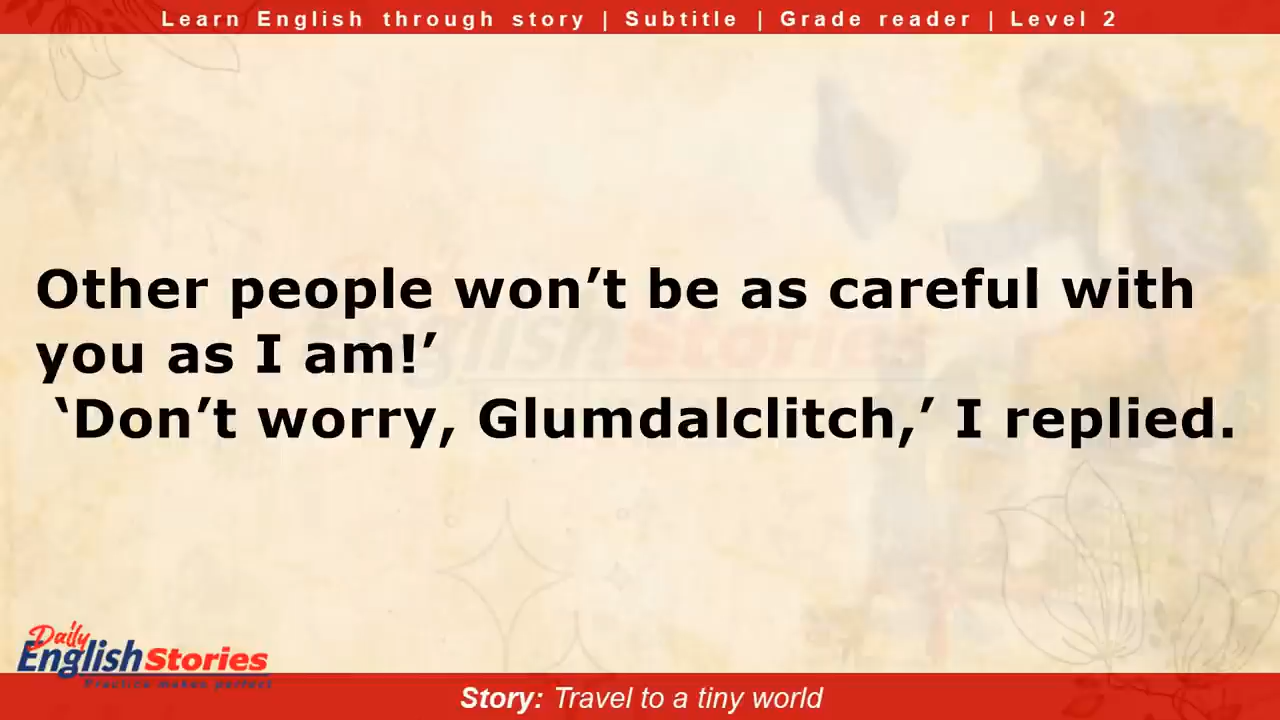 Learn English through story | Subtitle | Grade reader | Level 2
Other people won’t be as careful with
you as I am!’
‘Don’t worry, Glumdalclitch,’ I replied.
Daily
English Stories
Practice makes perfect
Story: Travel to a tiny world